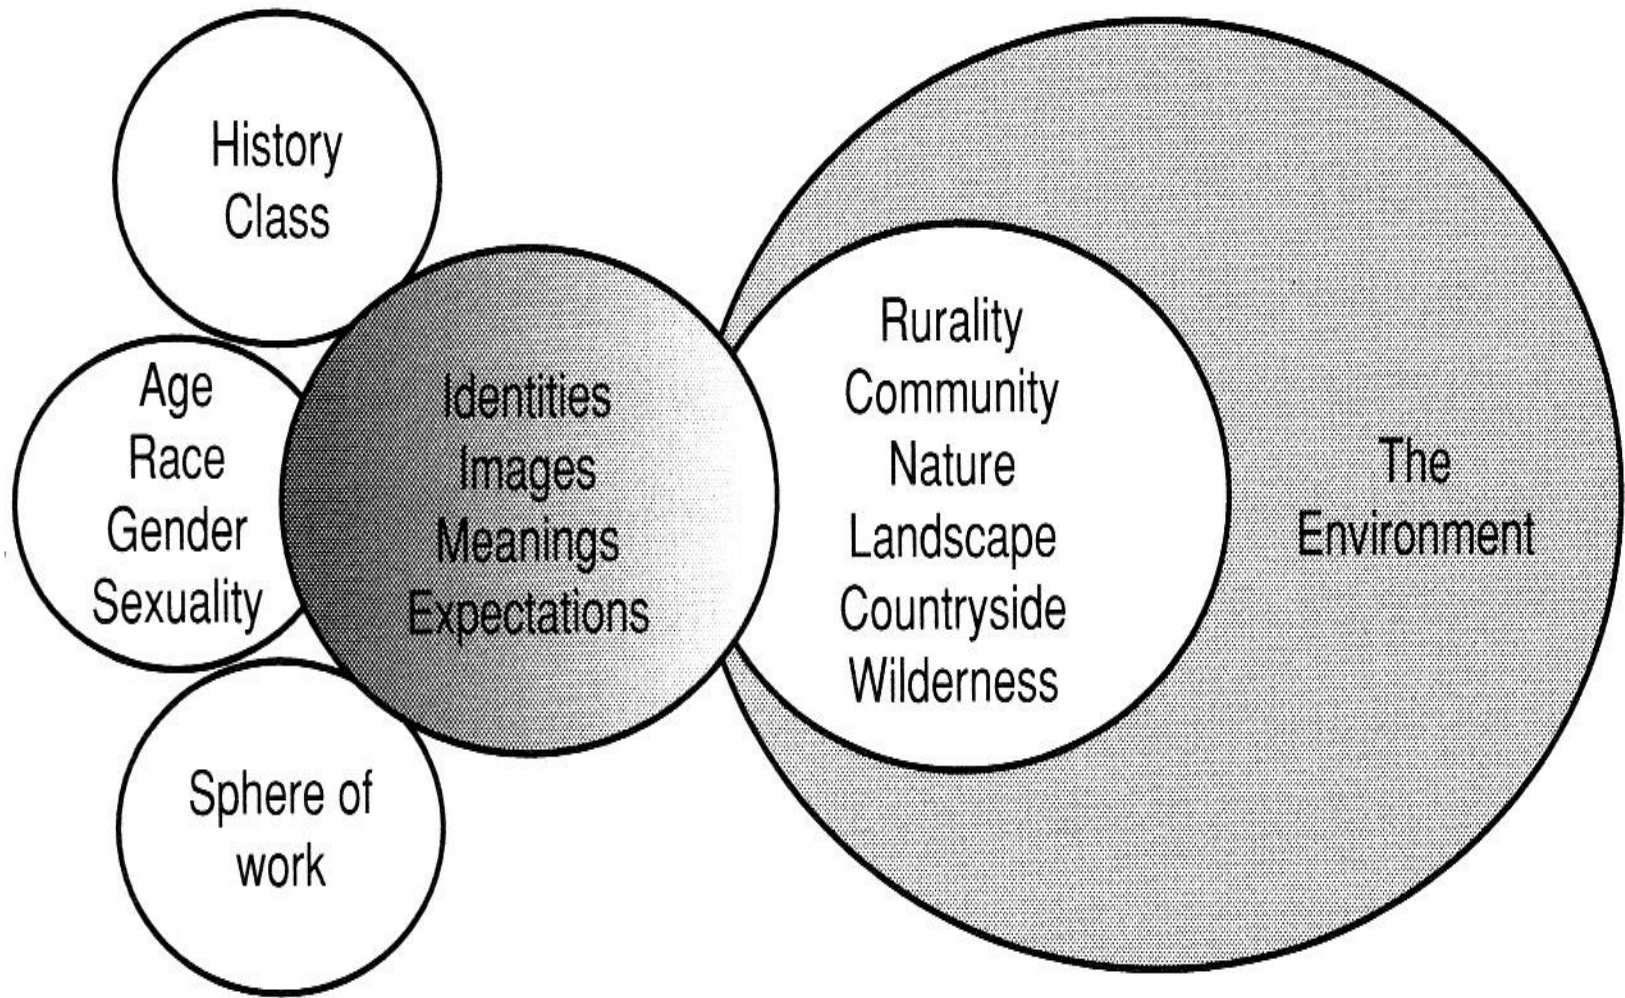 History
Class
Age
Race
Gender
Sexuality
Sphere of
work
Identities
Images
Meanings
Expectations
Rurality
Community
Nature
Landscape
Countryside
Wilderness
The
Environment